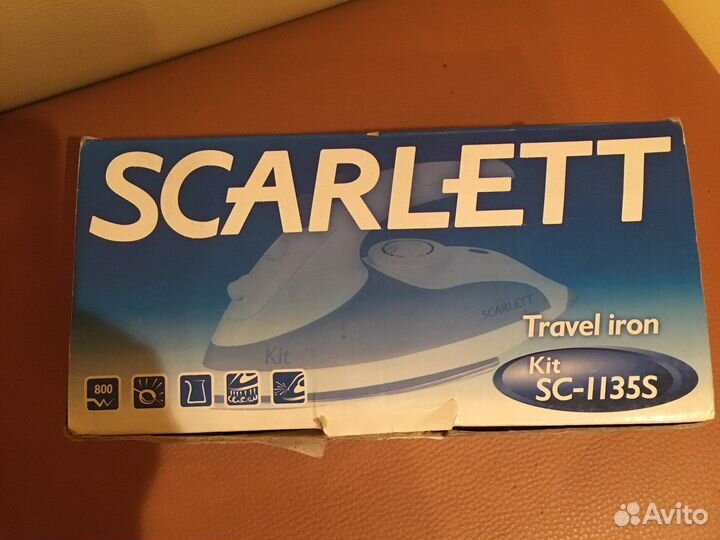 SCARLETT
SCARLETT
Travel iron
Kit
Kit
SC-1135S
800
Avito